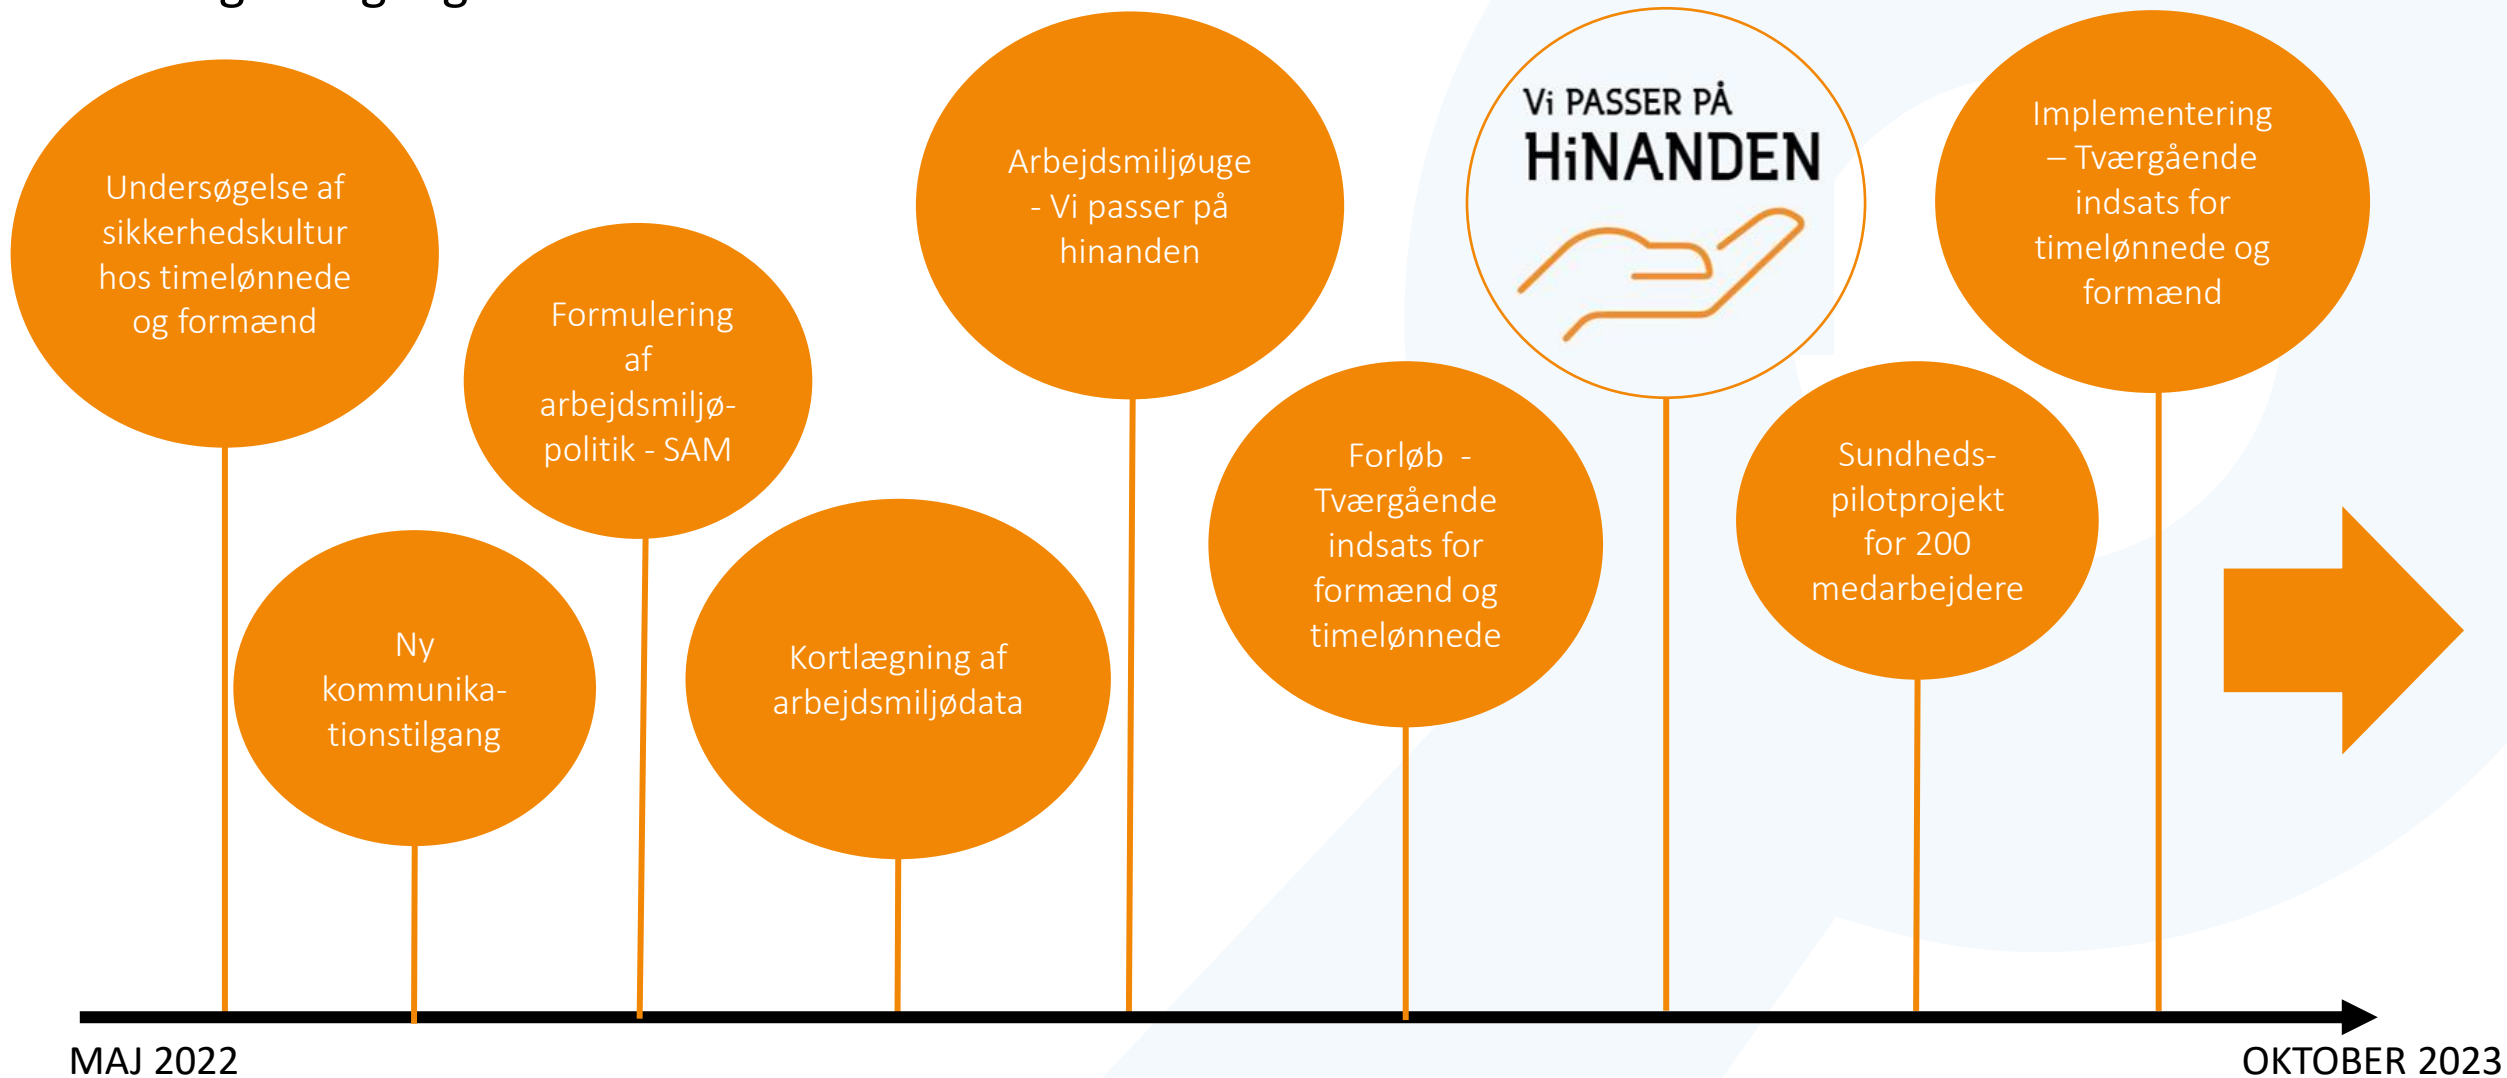 Undersøgelse af
sikkerhedskultur
hos timelønnede
og formænd
Ny
kommunika-
tionstilgang
Formulering
af
arbejdsmiljø-
politik - SAM
Kortlægning af
arbejdsmiljødata
Arbejdsmiljøuge
- Vi passer på
hinanden
Forløb -
Tværgående
indsats for
formænd og
timelønnede
Vi PASSER PÅ
HiNANDEN
Sundheds-
pilotprojekt
for 200
medarbejdere
Implementering
– Tværgående
indsats for
timelønnede og
formænd
MAJ 2022
OKTOBER 2023